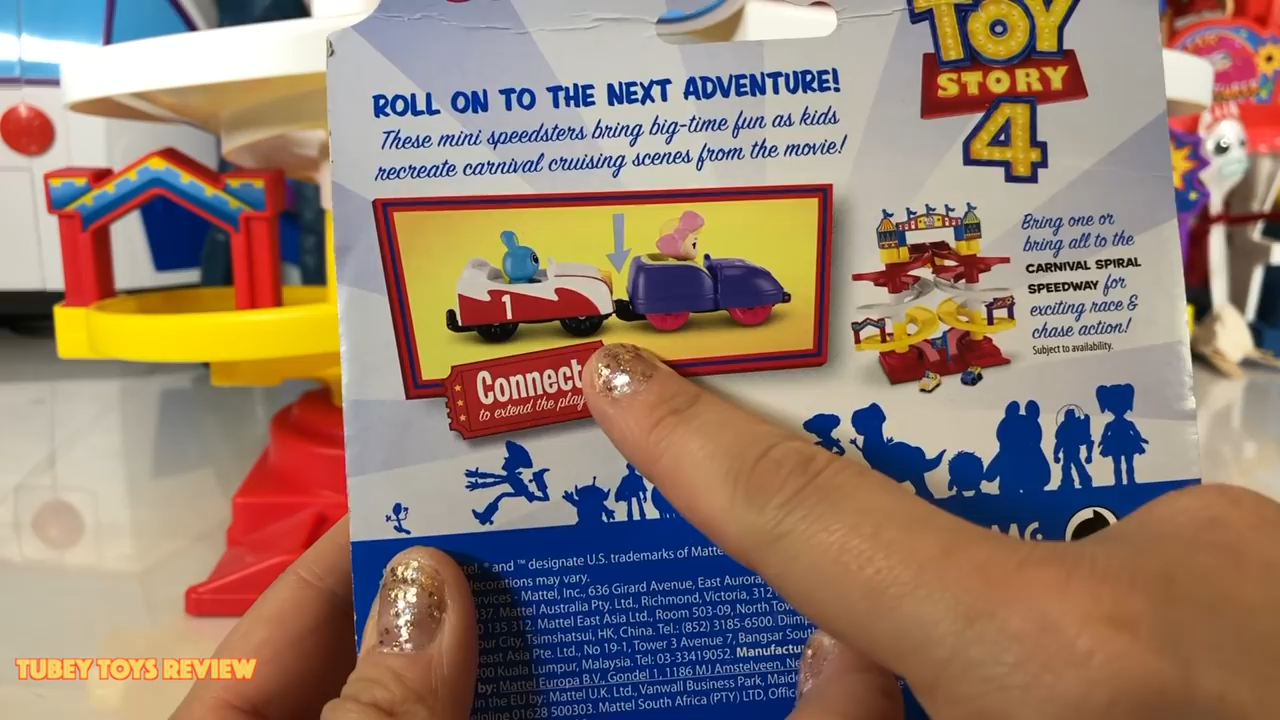 TOY
STORY
4
ROLL ON TO THE NEXT ADVENTURE!
These mini speedsters bring big-time fun as kids
recreate carnival cruising scenes from the movie!
1
Connect
to extend the play
Bring one or
bring all to the
CARNIVAL SPIRAL
SPEEDWAY for
exciting race &
chase action!
Subject to availability.
® and ™ designate U.S. trademarks of
decorations may vary.
Mattel, Inc., 636 Girard Avenue, East Aurora,
Mattel Australia Pty. Ltd., Richmond, Victoria, 312
135 312. Mattel East Asia Ltd., Room 503-09, North
City, Tsimshatsui, HK, China. Tel.: (852) 3185-6500.
Asia Pte. Ltd., No 19-1, Tower 3 Avenue 7, Bangsar
Kuala Lumpur, Malaysia. Tel: 03-33419052.
by: Mattel Europa B.V., Gondel 1, 1186 MJ Amstelveen,
in the EU by: Mattel U.K. Ltd., Vanwall Business Park,
01628 500303. Mattel South Africa (PTY) LTD,
TUBEY TOYS REVIEW